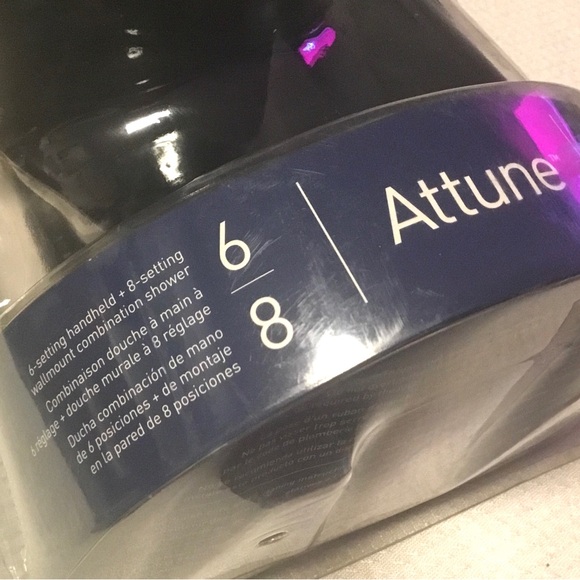 Attune™
6
8
6-setting handheld + 8-setting
wallmount combination shower
Combinaison douche à main à
6 réglage + douche murale à 8 réglage
Ducha combinación de mano
de 6 posiciones + de montaje
en la pared de 8 posiciones